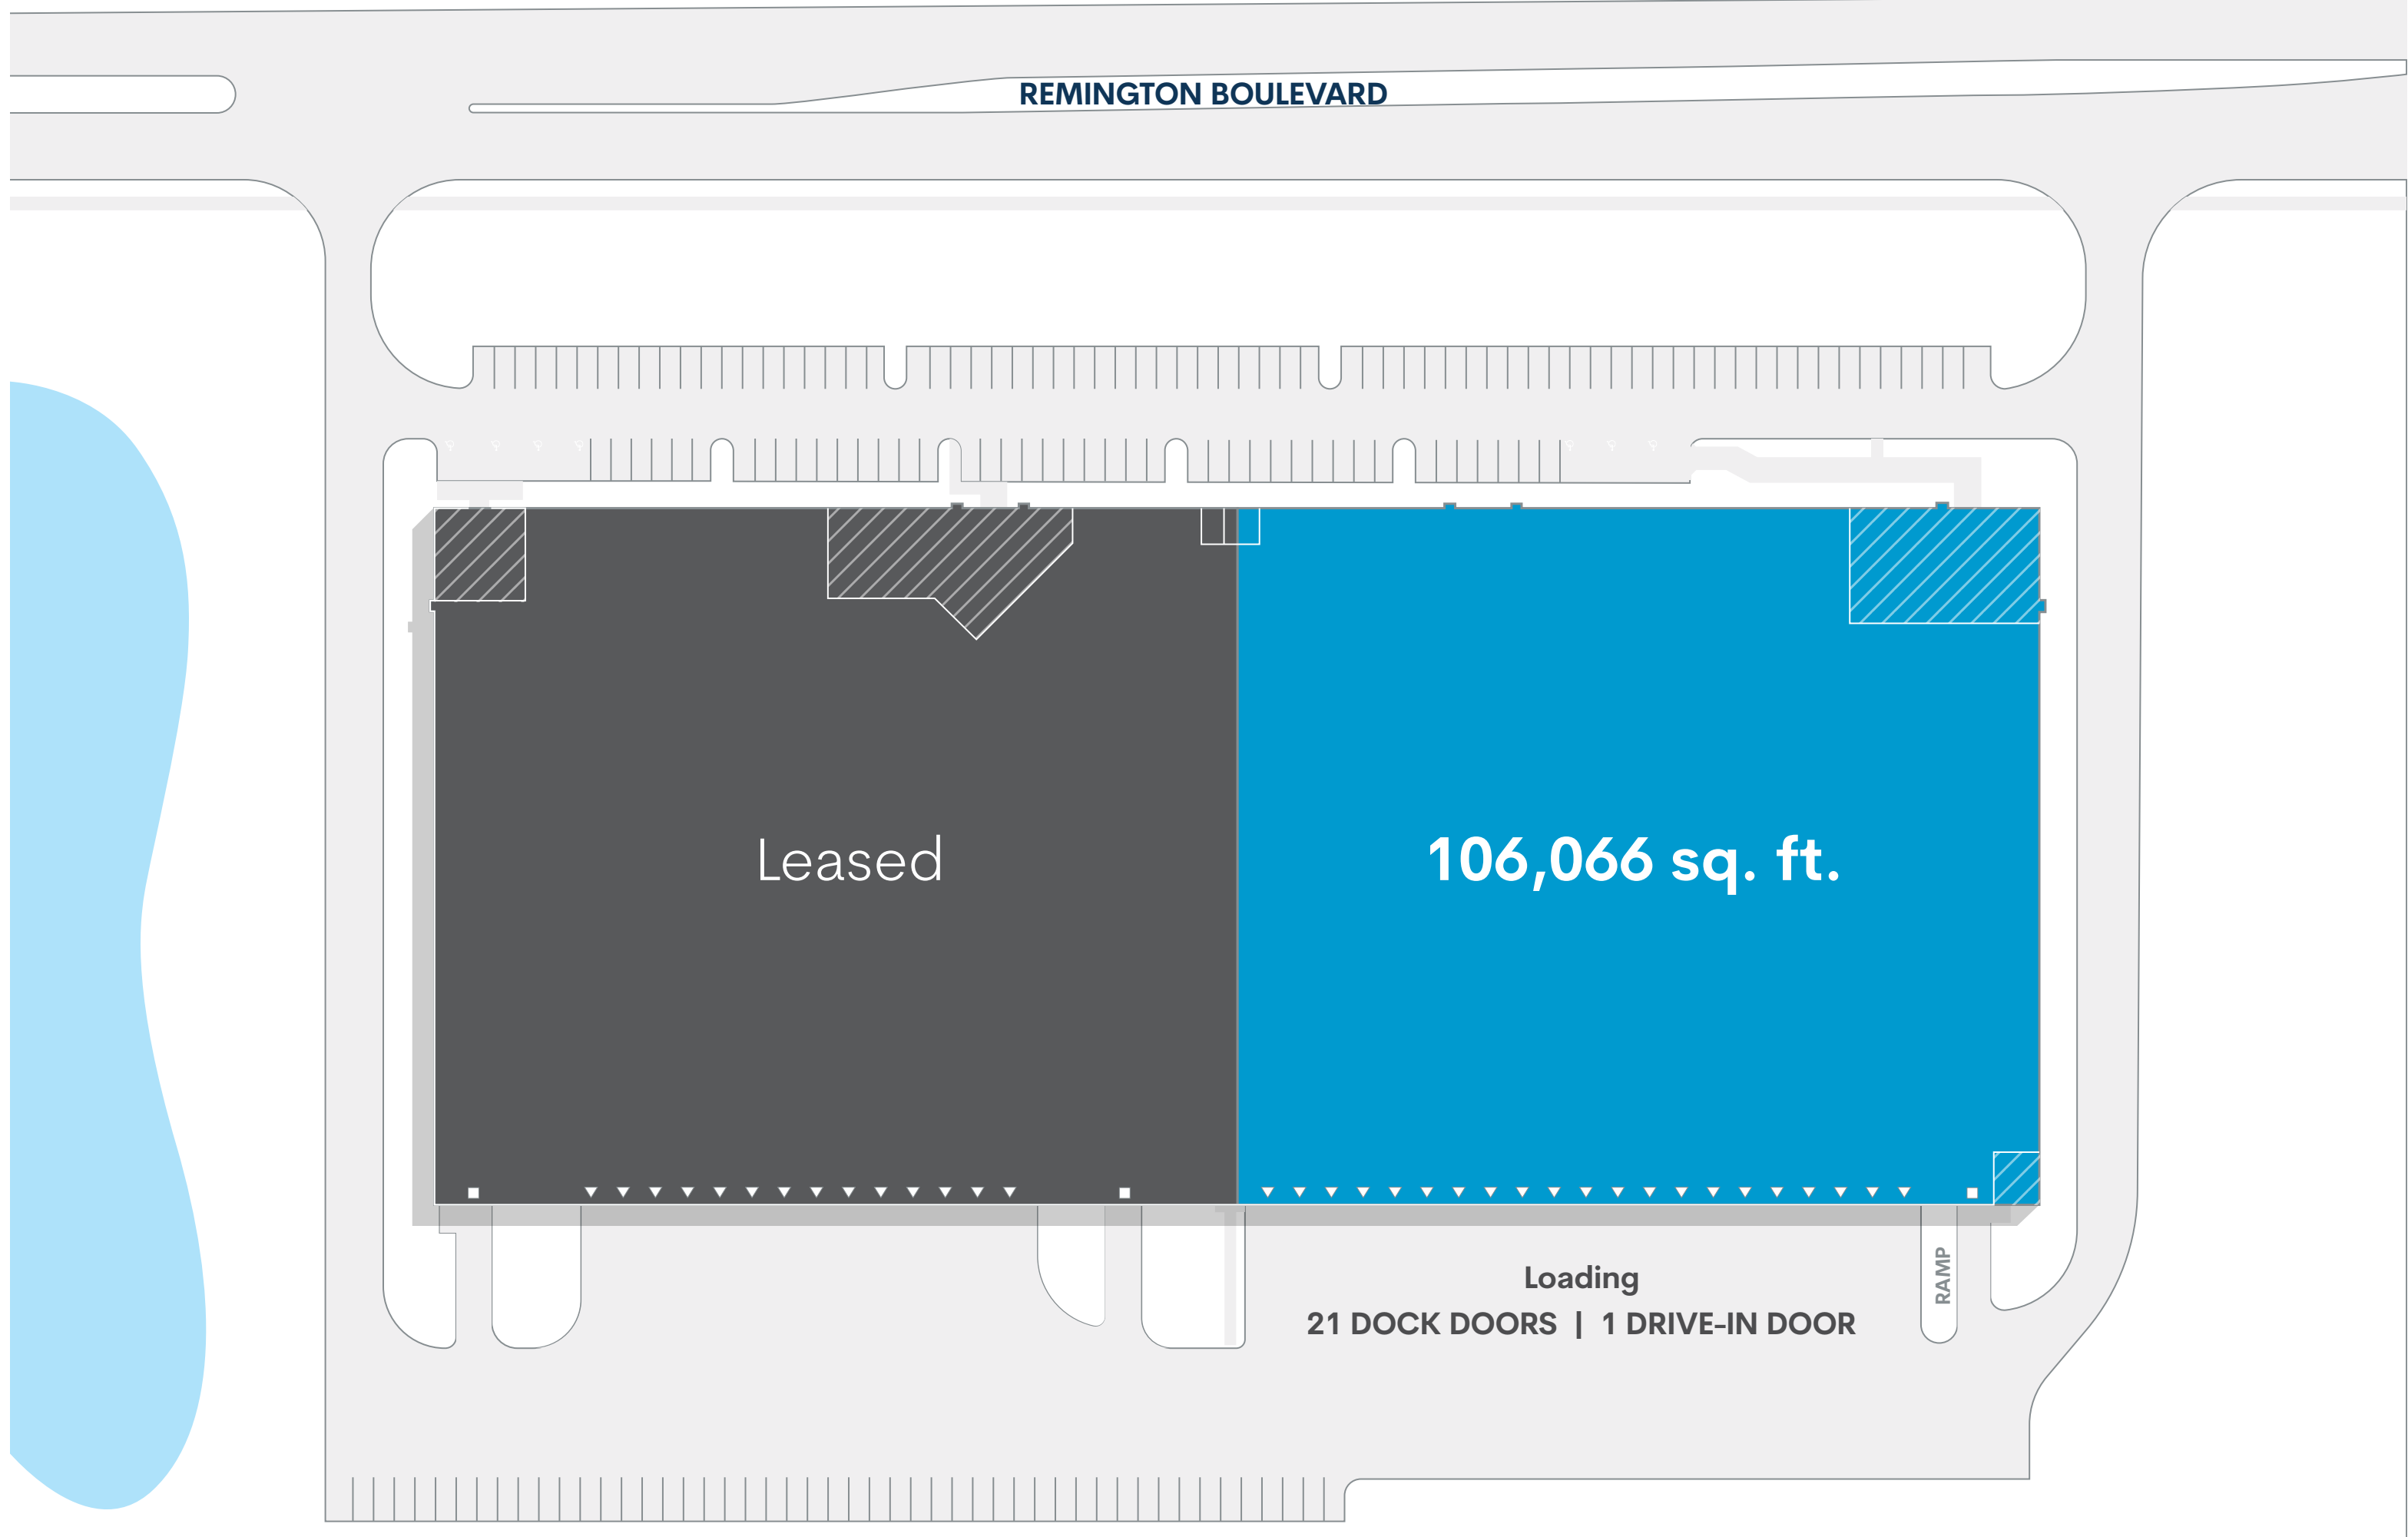 REMINGTON BOULEVARD
Leased
106,066 sq. ft.
Loading
21 DOCK DOORS | 1 DRIVE-IN DOOR
RAMP